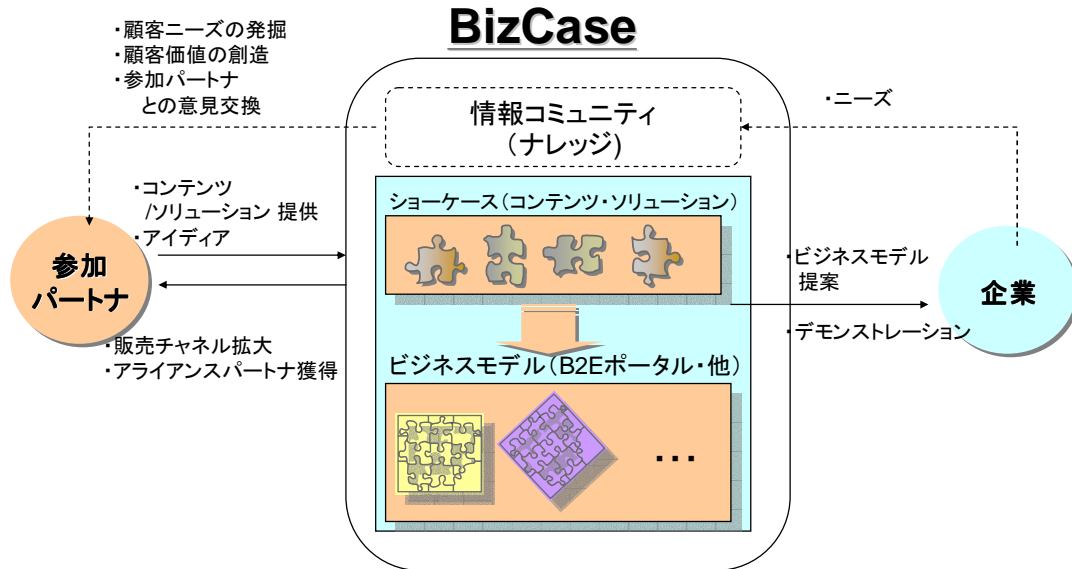 BizCase
・顧客ニーズの発掘
・顧客価値の創造
・参加パートナ
との意見交換
情報コミュニティ
（ナレッジ)
・ニーズ
・コンテンツ
/ソリューション 提供
・アイディア
参加
パートナ
・販売チャネル拡大
・アライアンスパートナ獲得
ショーケース（コンテンツ・ソリューション）
ビジネスモデル（B2Eポータル・他）
・・・
・ビジネスモデル
提案
・デモンストレーション
企業